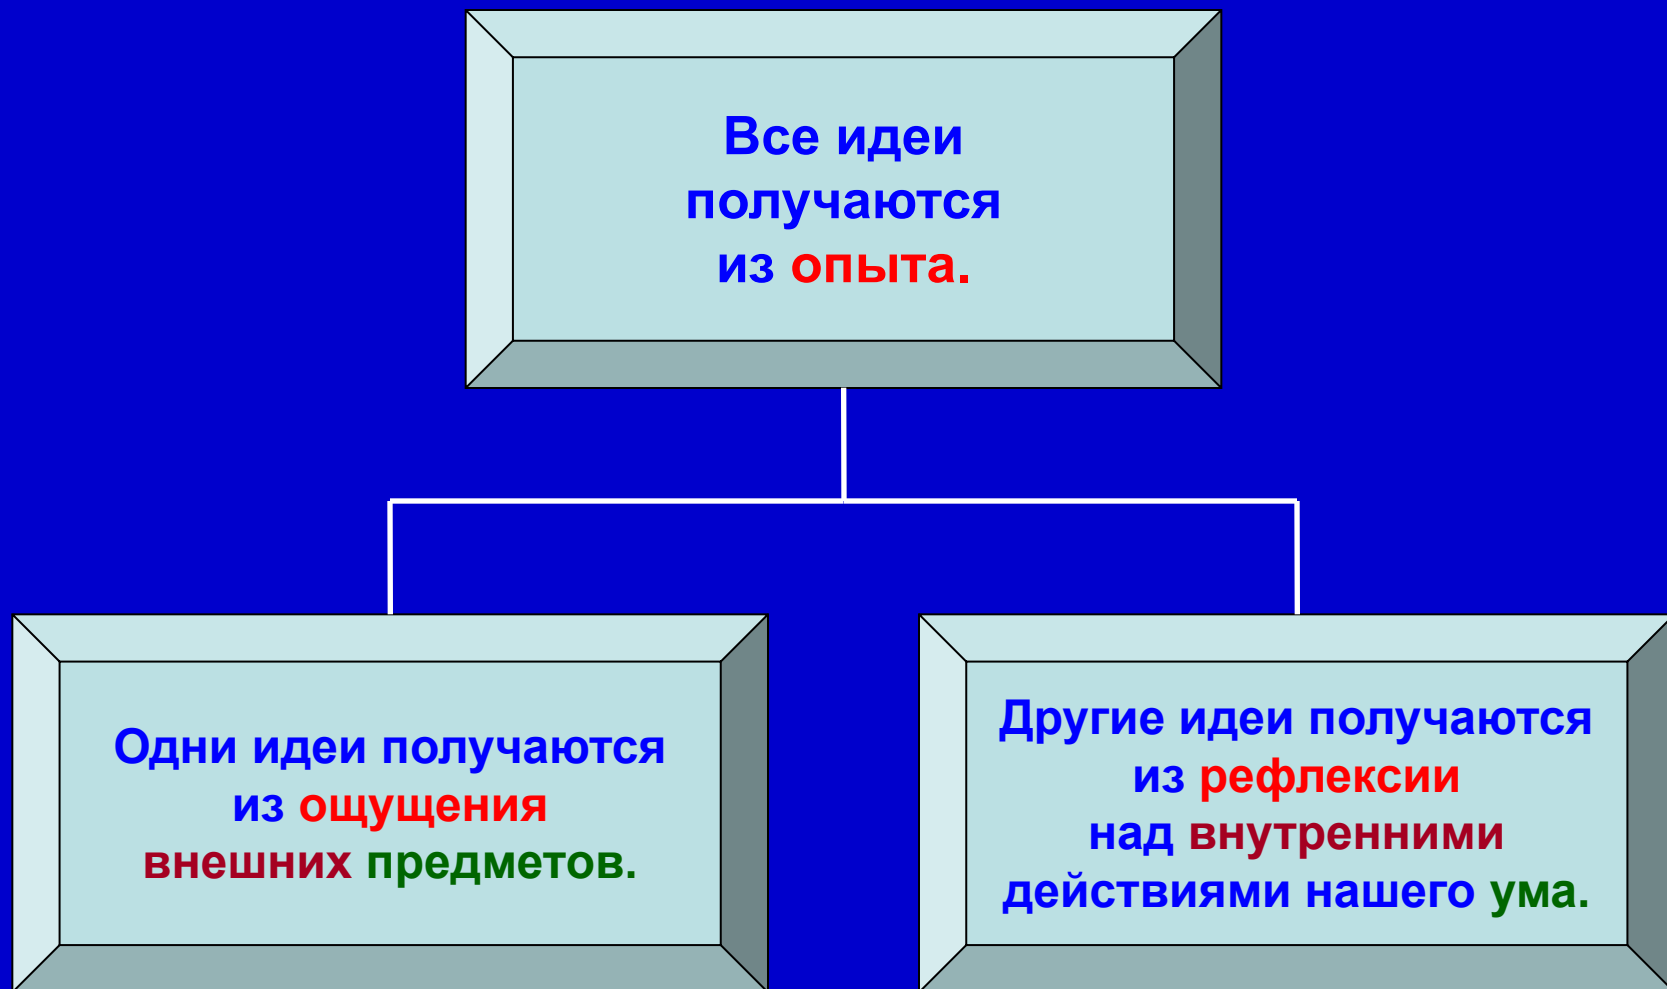 Все идеи
получаются
из опыта.
Одни идеи получаются
из ощущения
внешних предметов.
Другие идеи получаются
из рефлексии
над внутренними
действиями нашего ума.